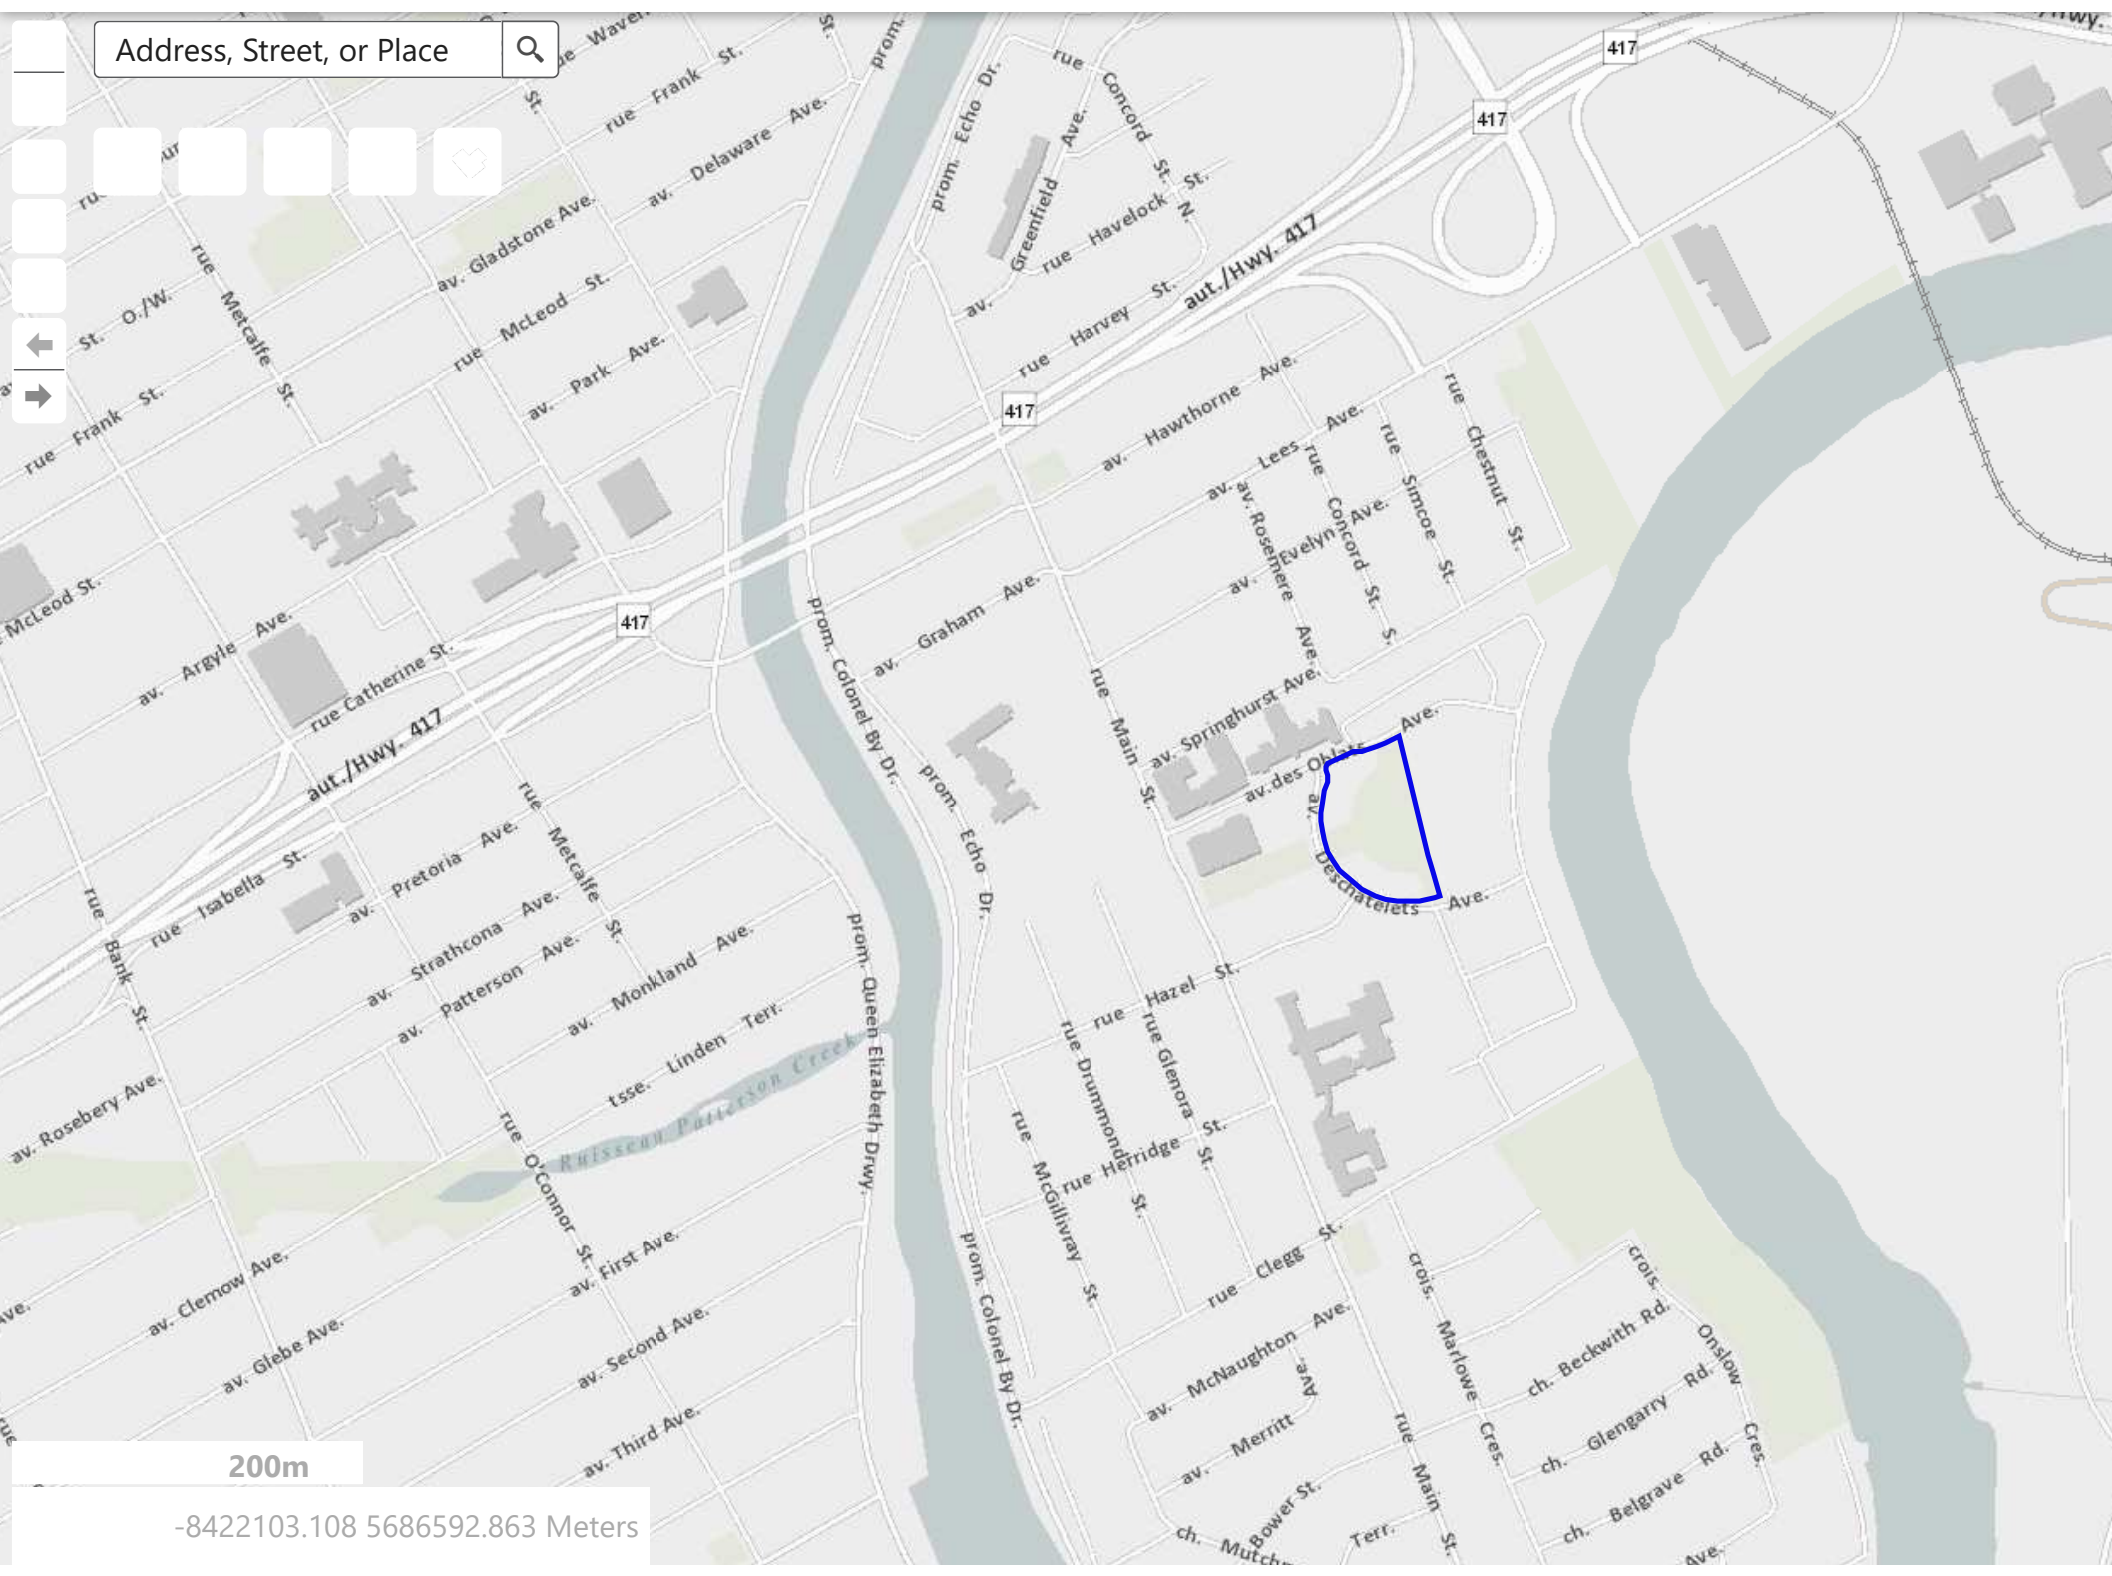 Address, Street, or Place
rue Waver
rue Frank St.
av. Delaware Ave.
av. Gladstone Ave.
rue McLeod St.
av. Park Ave.
St. O./W.
rue Metcalfe St.
rue Frank St.
McLeod St.
av. Argyle Ave.
rue Catherine St.
aut./Hwy. 417
417
417
417
417
aut./Hwy. 417
prom. Echo Dr.
rue Concord St. N.
Greenfield Ave.
av.
rue Havelock St.
rue Harvey St.
av. Hawthorne Ave.
av. Lees Ave.
rue Chestnut St.
rue Simcoe St.
rue Concord St. S.
av. Rosemere Ave.
av. Evelyn Ave.
av. Graham Ave.
prom. Colonel By Dr.
prom. Echo Dr.
rue Main St.
av. Springhurst Ave.
av. des Oblats Ave.
av. Deschatelets Ave.
rue Isabella St.
av. Pretoria Ave.
rue Metcalfe St.
av. Strathcona Ave.
av. Patterson Ave.
av. Monkland Ave.
tsse. Linden Terr.
rue Bank St.
av. Rosebery Ave.
Ruisseau Patterson Creek
prom. Queen Elizabeth Drwy.
rue O'Connor St.
av. Clemow Ave.
av. Glebe Ave.
av. First Ave.
av. Second Ave.
av. Third Ave.
rue Hazel St.
rue Drummond St.
rue Glenora St.
rue McGillivray St.
rue Herridge St.
rue Clegg St.
prom. Colonel By Dr.
av. McNaughton Ave.
av. Merritt Ave.
Bower St.
ch. Mutch
Terr.
rue Main St.
crois. Marlowe Cres.
crois. Onslow Cres.
ch. Beckwith Rd.
ch. Glengarry Rd.
ch. Belgrave Rd.
Ave.
200m
-8422103.108 5686592.863 Meters